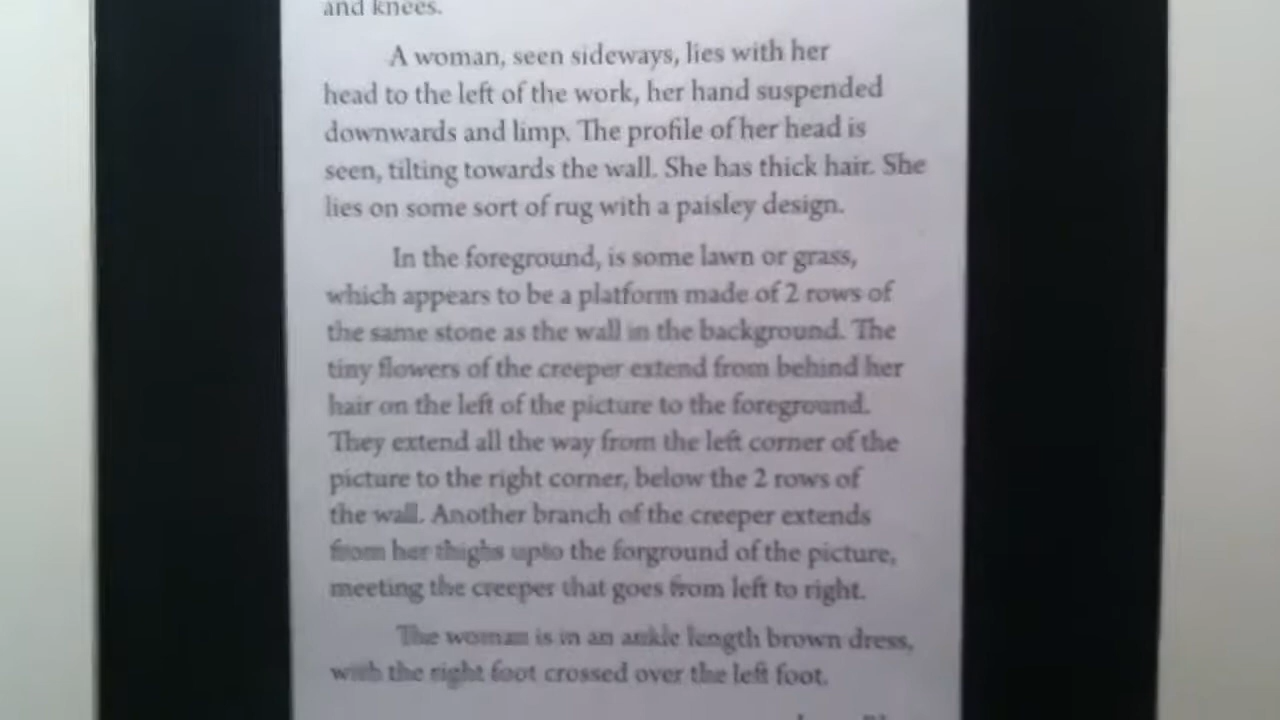 and knees.
A woman, seen sideways, lies with her
head to the left of the work, her hand suspended
downwards and limp. The profile of her head is
seen, tilting towards the wall. She has thick hair. She
lies on some sort of rug with a paisley design.
In the foreground, is some lawn or grass,
which appears to be a platform made of 2 rows of
the same stone as the wall in the background. The
tiny flowers of the creeper extend from behind her
hair on the left of the picture to the foreground.
They extend all the way from the left corner of the
picture to the right corner, below the 2 rows of
the wall. Another branch of the creeper extends
from her thighs upto the forground of the picture,
meeting the creeper that goes from left to right.
The woman is in an ankle length brown dress,
with the right foot crossed over the left foot.